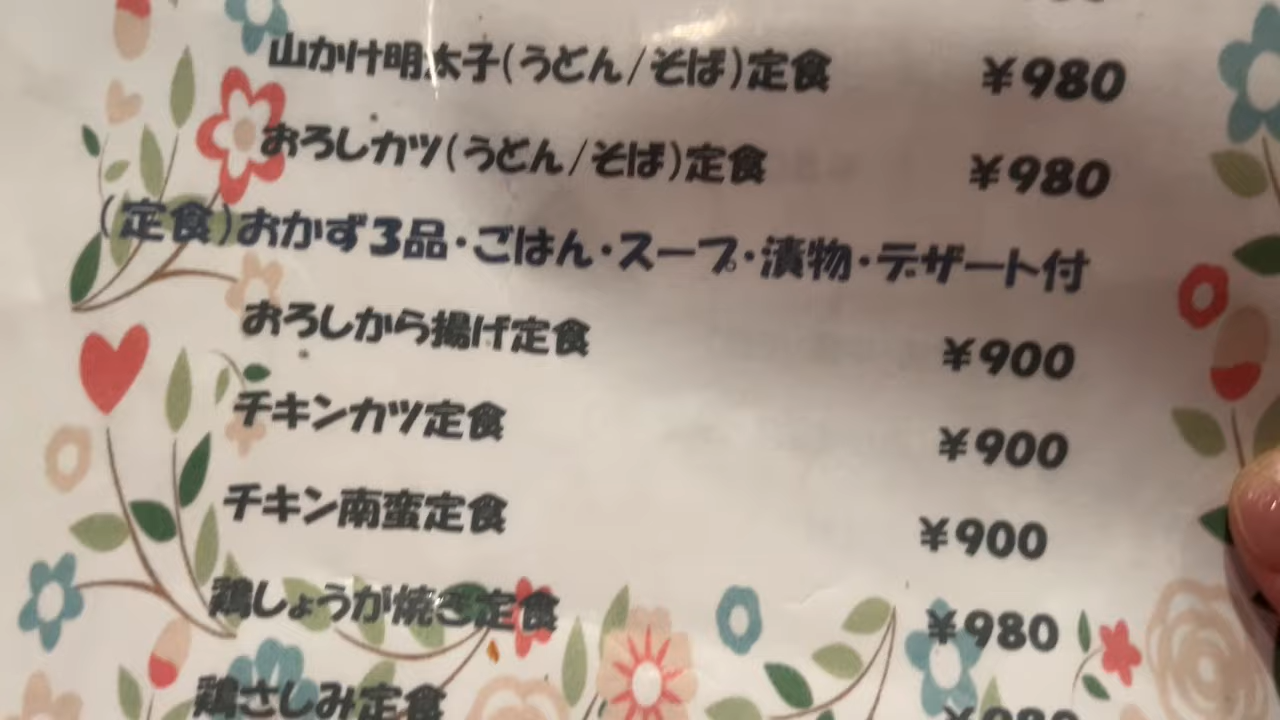 山かけ明太子(うどん/そば)定食 ¥980
おろしカツ(うどん/そば)定食 ¥980
(定食)おかず3品・ごはん・スープ・漬物・デザート付
おろしから揚げ定食 ¥900
チキンカツ定食 ¥900
チキン南蛮定食 ¥900
鶏しょうが焼き定食 ¥980
鶏さしみ定食 ¥980